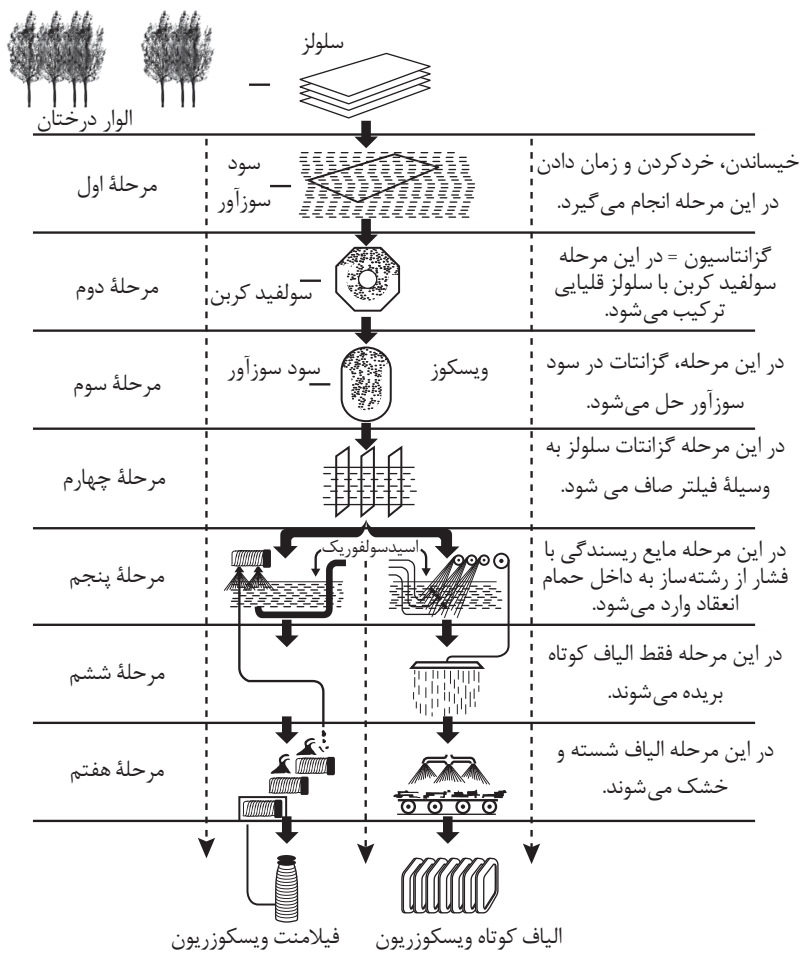 سلولز
الوار درختان
خیساندن، خردکردن و زمان دادن
در این مرحله انجام می‌گیرد.
سود
سوزآور
مرحلهٔ اول
گزانتاسیون = در این مرحله
سولفید کربن با سلولز قلیایی
ترکیب می‌شود.
سولفید کربن
مرحلهٔ دوم
در این مرحله، گزانتات در سود
سوزآور حل می‌شود.
ویسکوز
سود سوزآور
مرحلهٔ سوم
در این مرحله گزانتات سلولز به
وسیلهٔ فیلتر صاف می شود.
مرحلهٔ چهارم
در این مرحله مایع ریسندگی با
فشار از رشته‌ساز به داخل حمام
انعقاد وارد می‌شود.
اسیدسولفوریک
مرحلهٔ پنجم
در این مرحله فقط الیاف کوتاه
بریده می‌شوند.
مرحلهٔ ششم
در این مرحله الیاف شسته و
خشک می‌شوند.
مرحلهٔ هفتم
الیاف کوتاه ویسکوزریون
فیلامنت ویسکوزریون